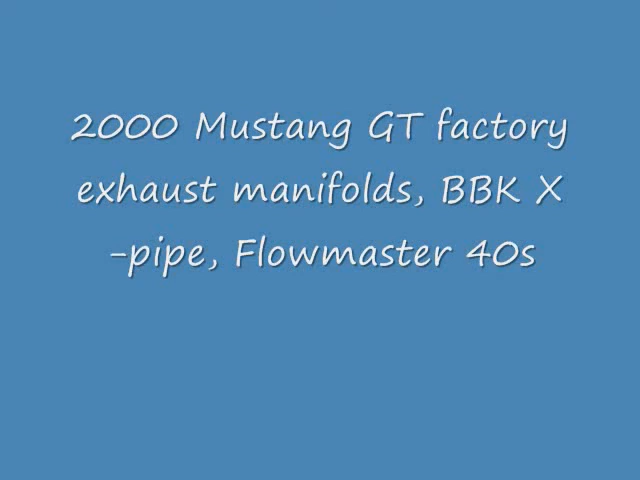 2000 Mustang GT factory
exhaust manifolds, BBK X
-pipe, Flowmaster 40s